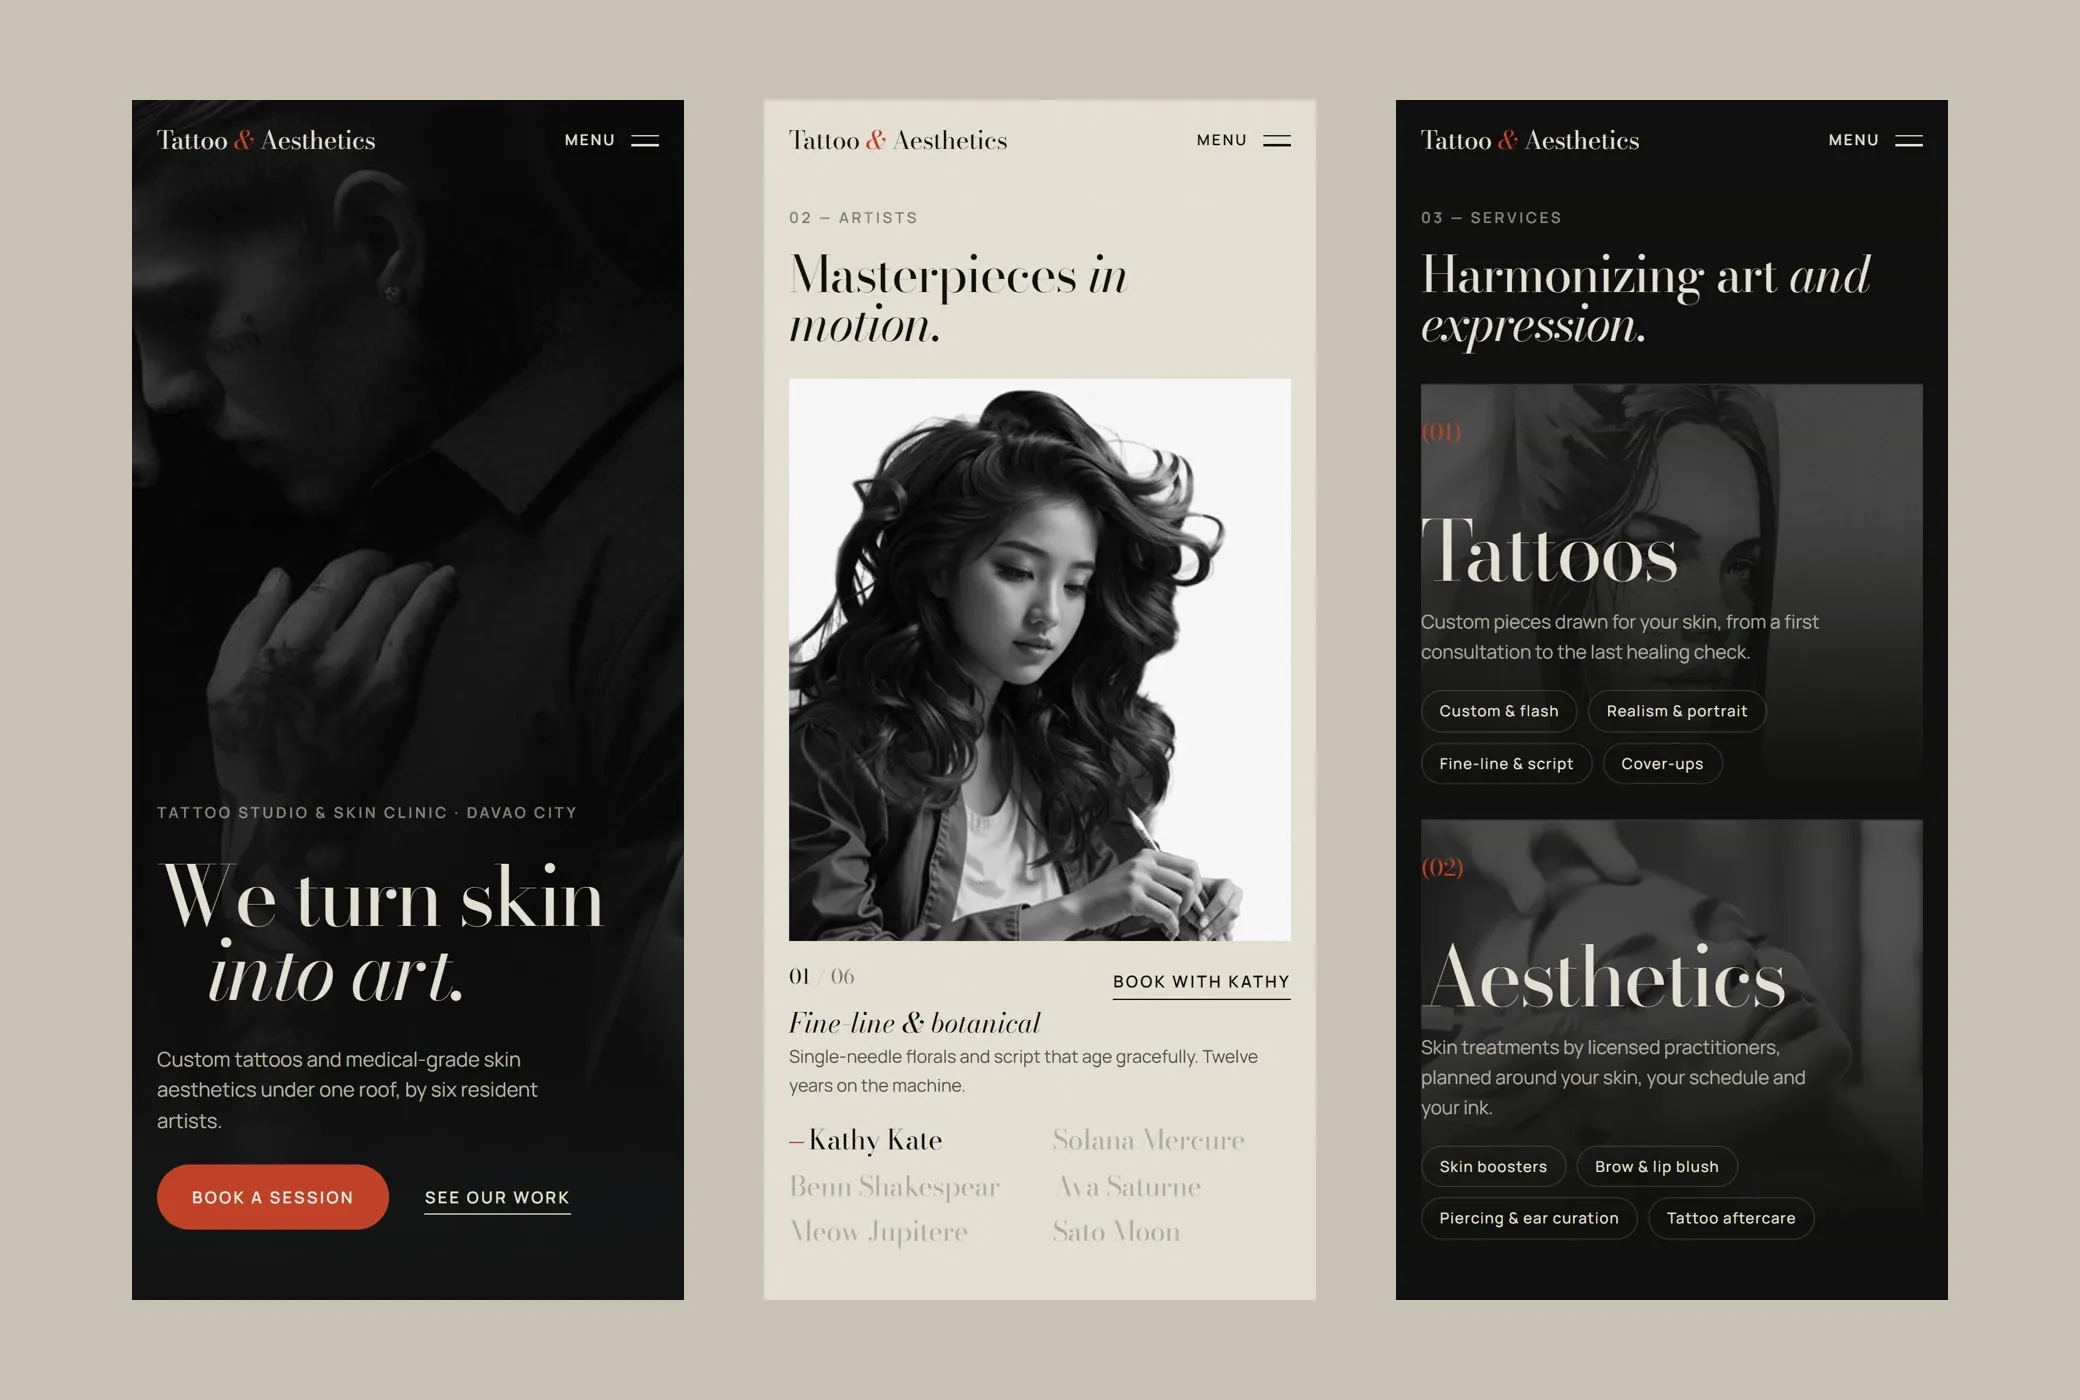 Tattoo & Aesthetics
MENU
TATTOO STUDIO & SKIN CLINIC · DAVAO CITY
We turn skin
into art.
Custom tattoos and medical-grade skin
aesthetics under one roof, by six resident
artists.
BOOK A SESSION
SEE OUR WORK
Tattoo & Aesthetics
MENU
02 — ARTISTS
Masterpieces in
motion.
01 / 06
BOOK WITH KATHY
Fine-line & botanical
Single-needle florals and script that age gracefully. Twelve
years on the machine.
—Kathy Kate
Solana Mercure
Benn Shakespear
Ava Saturne
Meow Jupitere
Sato Moon
Tattoo & Aesthetics
MENU
03 — SERVICES
Harmonizing art and
expression.
(01)
Tattoos
Custom pieces drawn for your skin, from a first
consultation to the last healing check.
Custom & flash
Realism & portrait
Fine-line & script
Cover-ups
(02)
Aesthetics
Skin treatments by licensed practitioners,
planned around your skin, your schedule and
your ink.
Skin boosters
Brow & lip blush
Piercing & ear curation
Tattoo aftercare